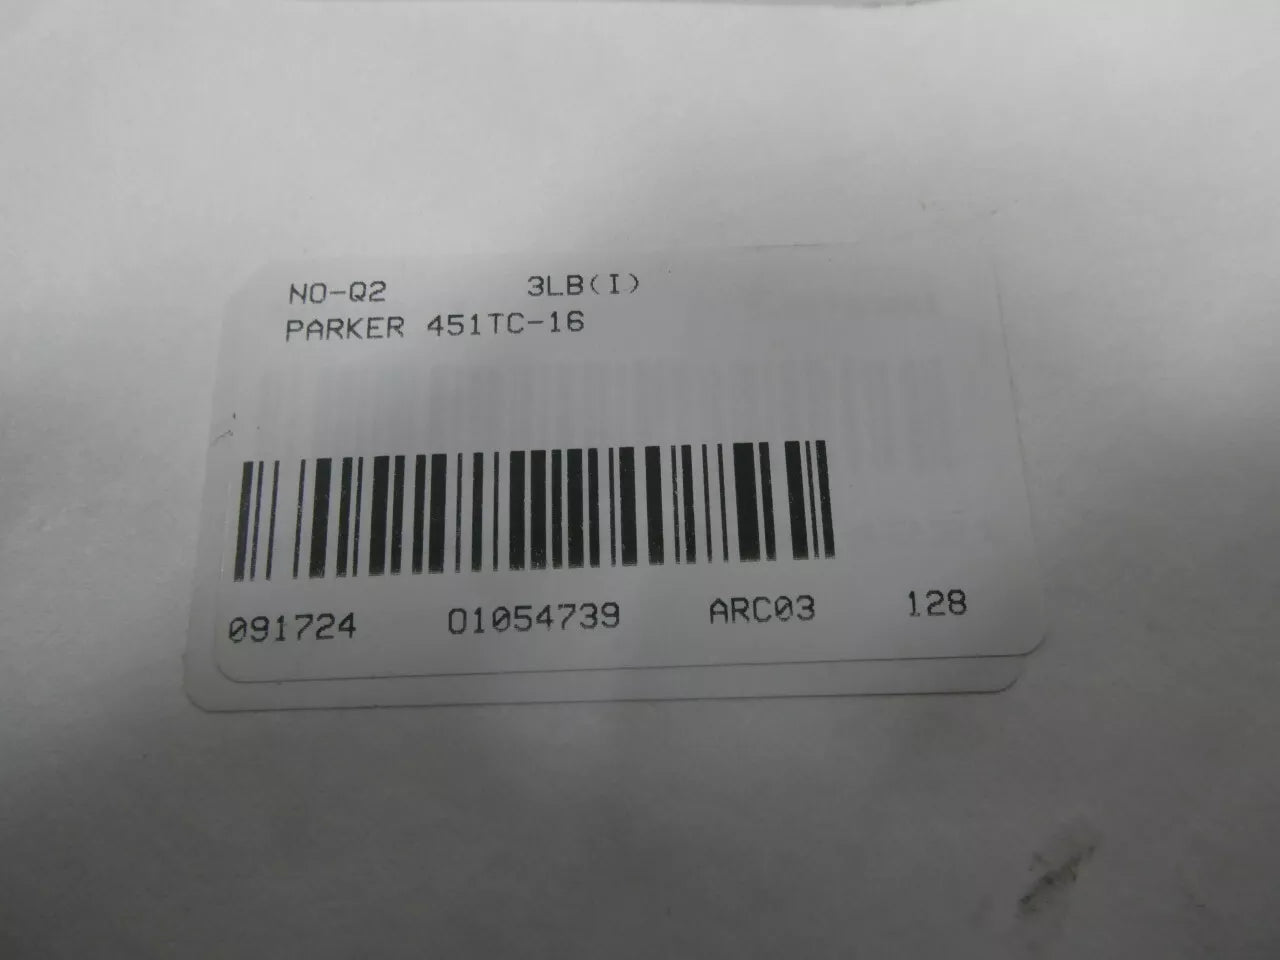 NO-Q2 3LB(I)
PARKER 451TC-16
091724 01054739 ARC03 128